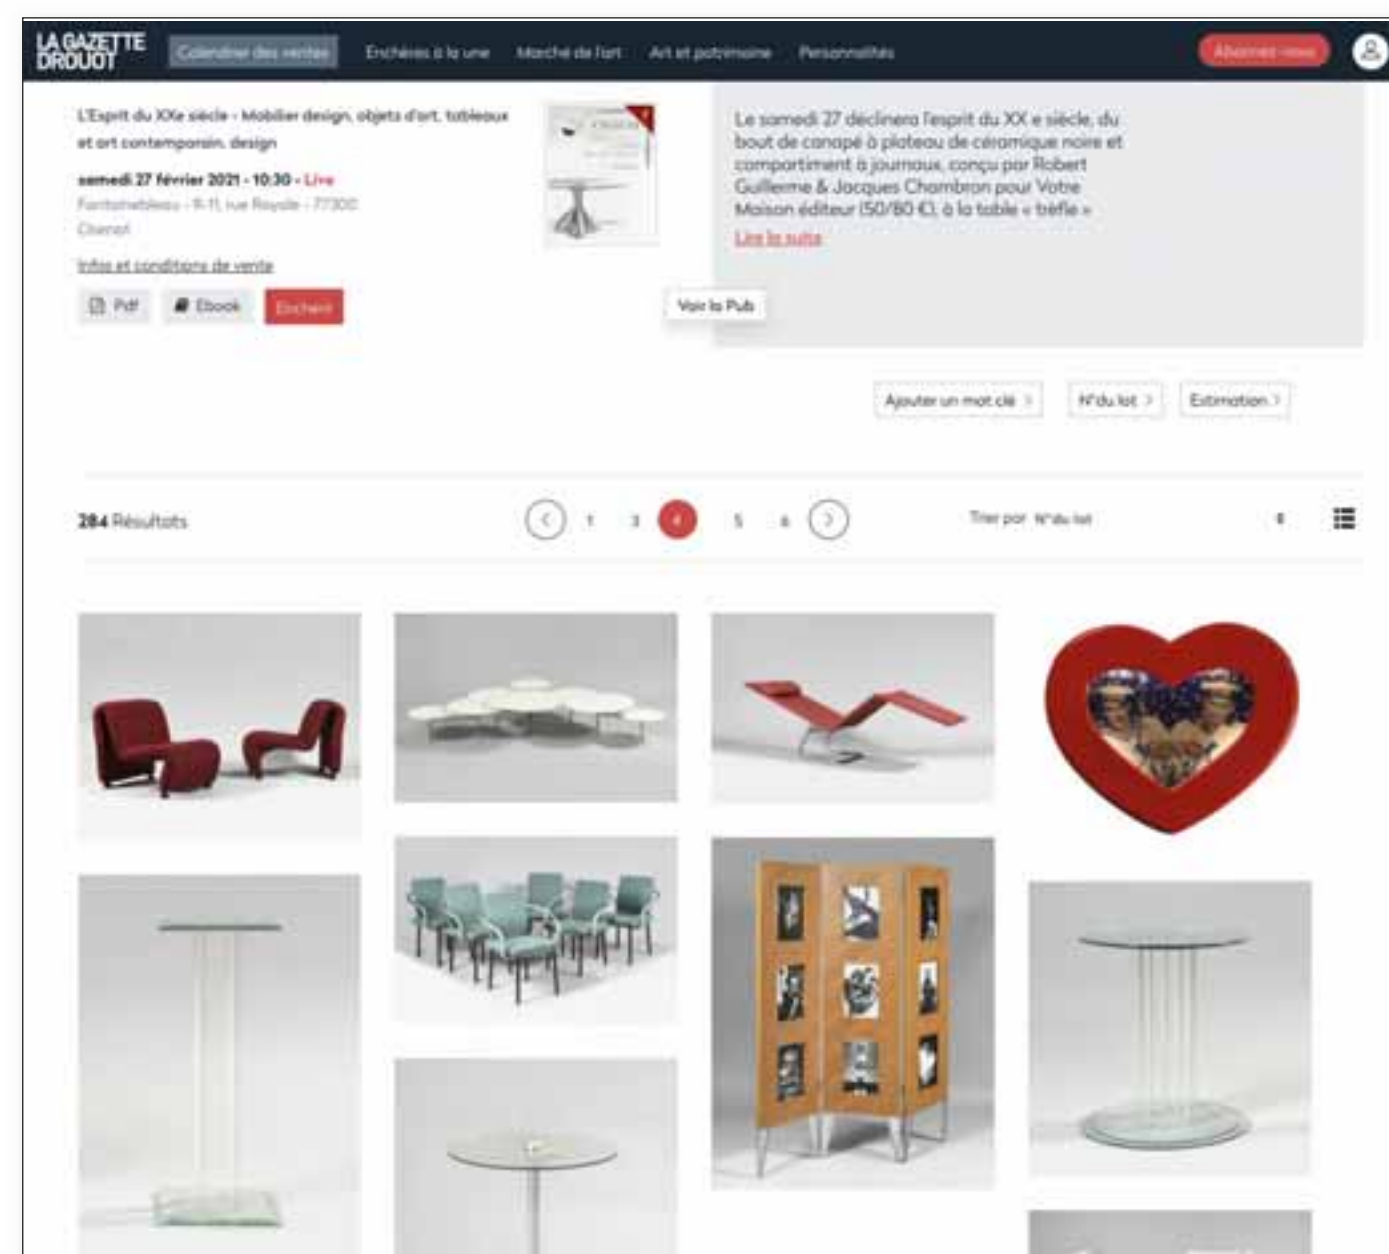 LA GAZETTE
DROUOT
Calendrier des ventes
Enchères à la une
Marché de l'art
Art et patrimoine
Personnalités
Abonnez-vous
L'Esprit du XXe siècle - Mobilier design, objets d'art, tableaux
et art contemporain, design
samedi 27 février 2021 - 10:30 - Live
Fontainebleau - 9-11, rue Royale - 77300
Osenat
Infos et conditions de vente
Pdf
Ebook
Enchérir
Voir la Pub
Le samedi 27 déclinera l'esprit du XX e siècle, du
bout de canapé à plateau de céramique noire et
compartiment à journaux, conçu par Robert
Guillerme & Jacques Chambron pour Votre
Maison éditeur (50/80 €), à la table « trèfle »
Lire la suite
Ajouter un mot clé >
N°du lot >
Estimation >
284 Résultats
1 3 4 5 6
Trier par N°du lot